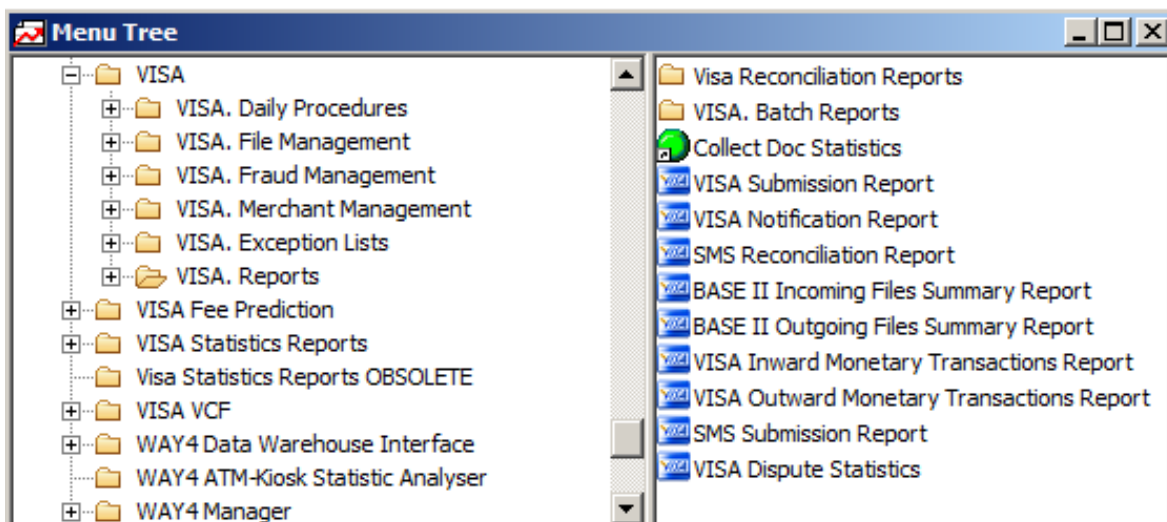 Menu Tree
VISA
VISA. Daily Procedures
VISA. File Management
VISA. Fraud Management
VISA. Merchant Management
VISA. Exception Lists
VISA. Reports
VISA Fee Prediction
VISA Statistics Reports
Visa Statistics Reports OBSOLETE
VISA VCF
WAY4 Data Warehouse Interface
WAY4 ATM-Kiosk Statistic Analyser
WAY4 Manager
Visa Reconciliation Reports
VISA. Batch Reports
Collect Doc Statistics
VISA Submission Report
VISA Notification Report
SMS Reconciliation Report
BASE II Incoming Files Summary Report
BASE II Outgoing Files Summary Report
VISA Inward Monetary Transactions Report
VISA Outward Monetary Transactions Report
SMS Submission Report
VISA Dispute Statistics